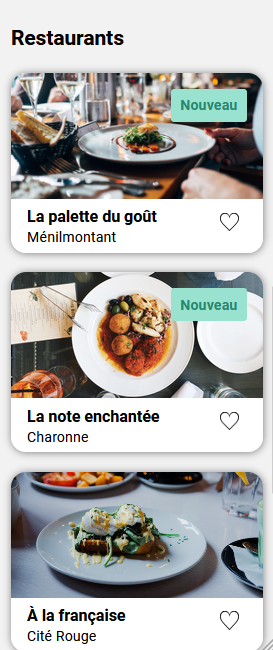 Restaurants
Nouveau
La palette du goût
Ménilmontant
Nouveau
La note enchantée
Charonne
À la française
Cité Rouge